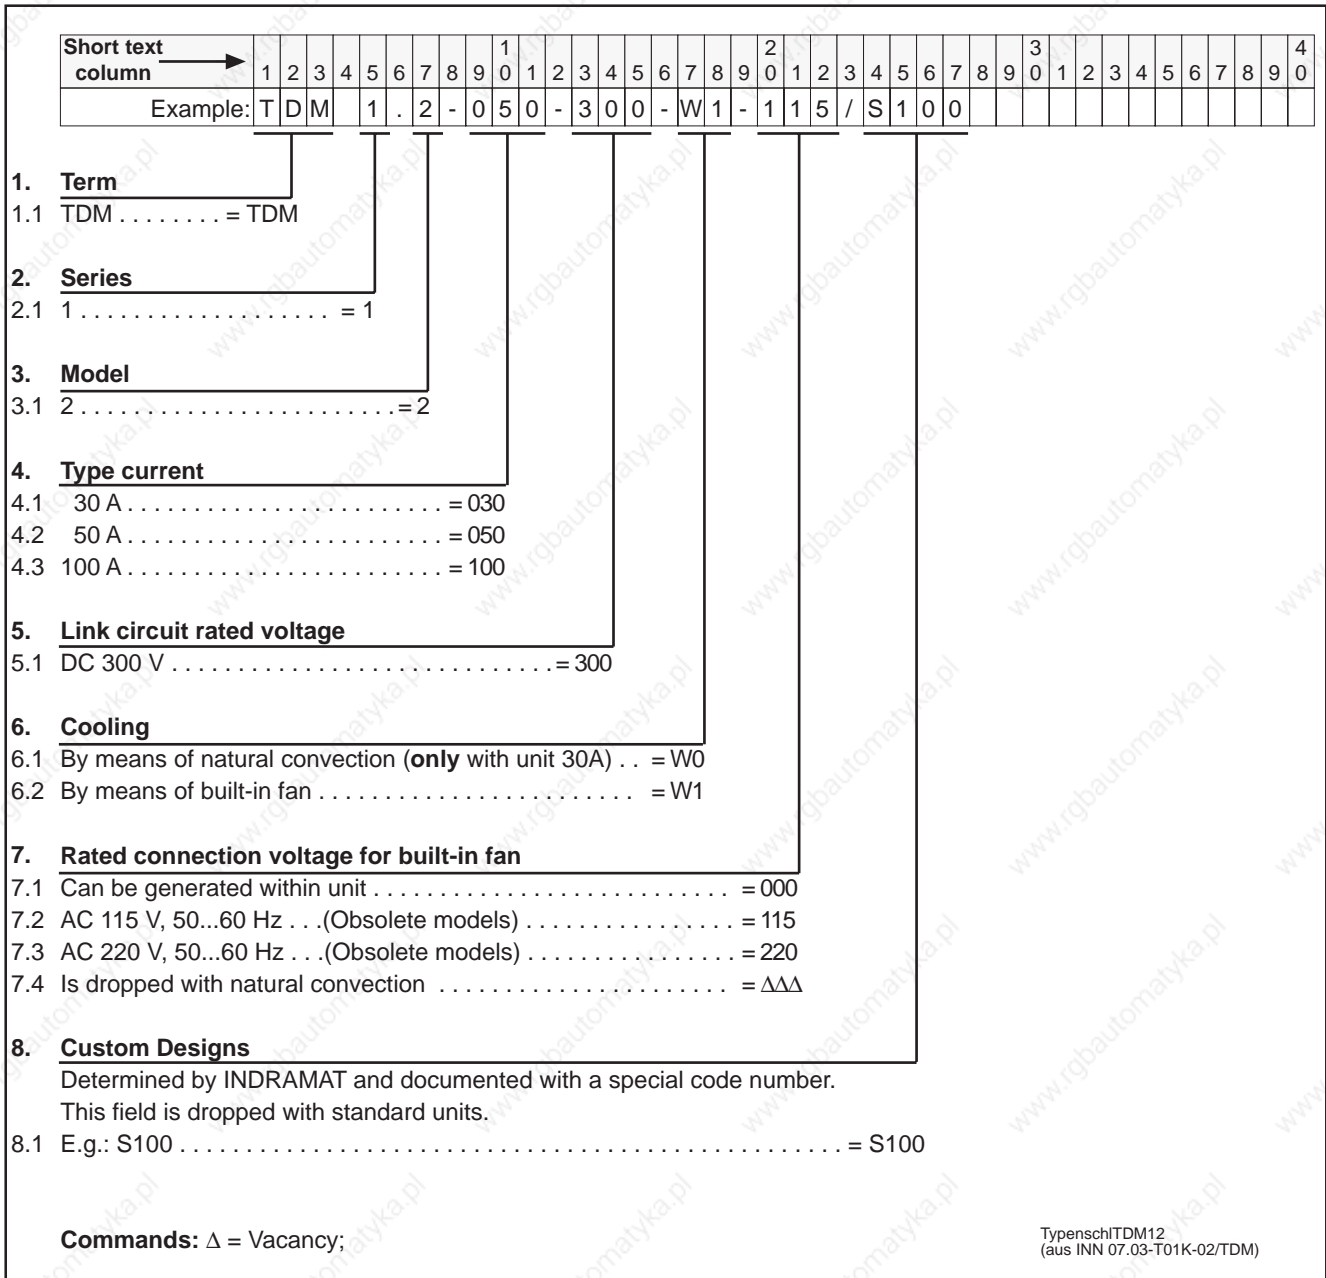 Short text 1 2 3 4
column 1 2 3 4 5 6 7 8 9 0 1 2 3 4 5 6 7 8 9 0 1 2 3 4 5 6 7 8 9 0 1 2 3 4 5 6 7 8 9 0
Example: T D M 1 . 2 - 0 5 0 - 3 0 0 - W 1 - 1 1 5 / S 1 0 0
1. Term
1.1 TDM . . . . . . . . = TDM
2. Series
2.1 1 . . . . . . . . . . . . . . . . . . . = 1
3. Model
3.1 2 . . . . . . . . . . . . . . . . . . . . . . . . = 2
4. Type current
4.1 30 A . . . . . . . . . . . . . . . . . . . . . . . . = 030
4.2 50 A . . . . . . . . . . . . . . . . . . . . . . . . = 050
4.3 100 A . . . . . . . . . . . . . . . . . . . . . . . . = 100
5. Link circuit rated voltage
5.1 DC 300 V . . . . . . . . . . . . . . . . . . . . . . . . . . . . . = 300
6. Cooling
6.1 By means of natural convection (only with unit 30A) . . = W0
6.2 By means of built-in fan . . . . . . . . . . . . . . . . . . . . . . . . = W1
7. Rated connection voltage for built-in fan
7.1 Can be generated within unit . . . . . . . . . . . . . . . . . . . . . . . . . . . = 000
7.2 AC 115 V, 50...60 Hz . . .(Obsolete models) . . . . . . . . . . . . . . . . = 115
7.3 AC 220 V, 50...60 Hz . . .(Obsolete models) . . . . . . . . . . . . . . . . = 220
7.4 Is dropped with natural convection . . . . . . . . . . . . . . . . . . . . . . = ΔΔΔ
8. Custom Designs
Determined by INDRAMAT and documented with a special code number.
This field is dropped with standard units.
8.1 E.g.: S100 . . . . . . . . . . . . . . . . . . . . . . . . . . . . . . . . . . . . . . . . . . . . . . . . . . = S100
Commands: Δ = Vacancy;
TypenschlTDM12
(aus INN 07.03-T01K-02/TDM)
www.rgbautomatyka.pl